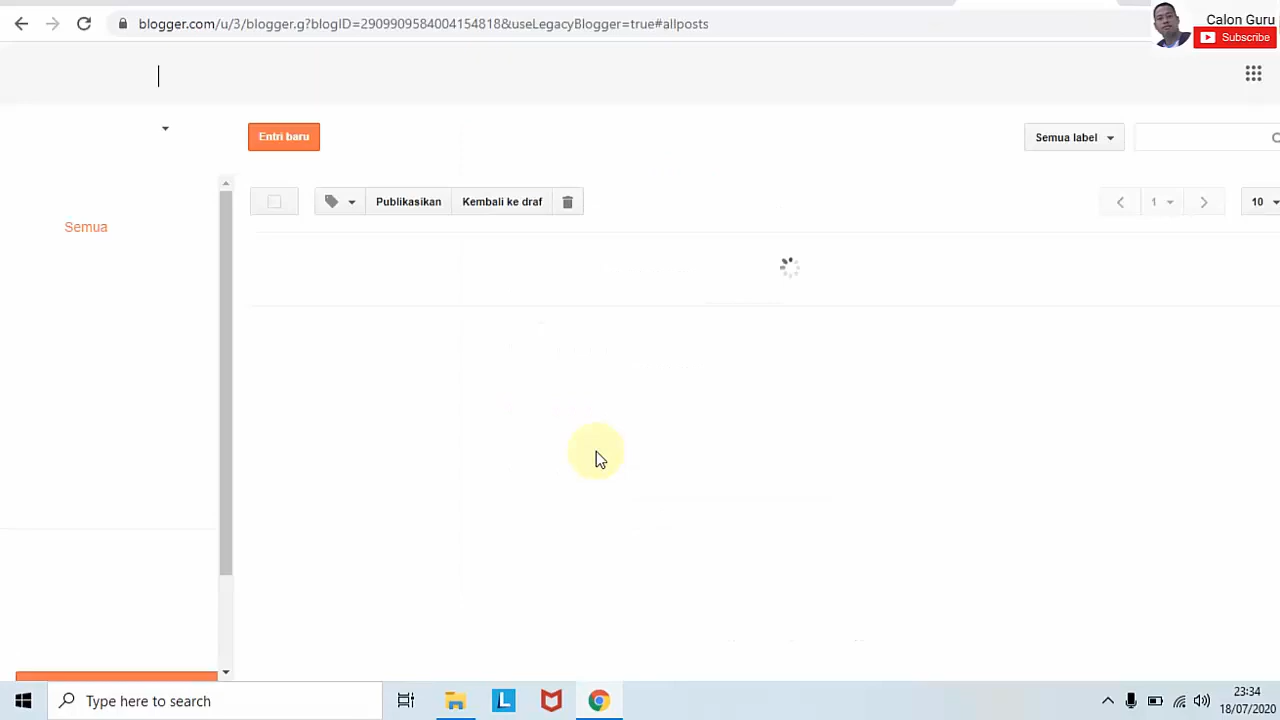 blogger.com/u/3/blogger.g?blogID=2909909584004154818&useLegacyBlogger=true#allposts
Calon Guru
Subscribe
Entri baru
Semua label
Publikasikan
Kembali ke draf
1
10
Semua
Type here to search
L
23:34
18/07/2020